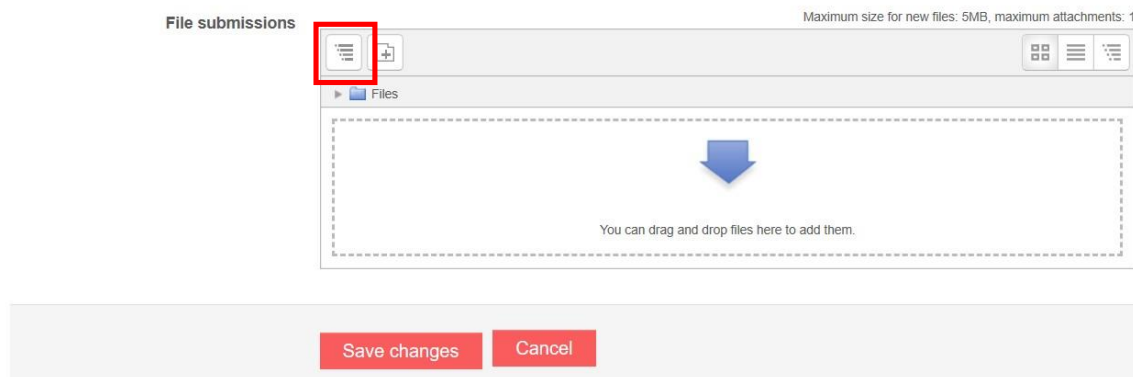 File submissions
Maximum size for new files: 5MB, maximum attachments: 1
Files
You can drag and drop files here to add them.
Save changes
Cancel